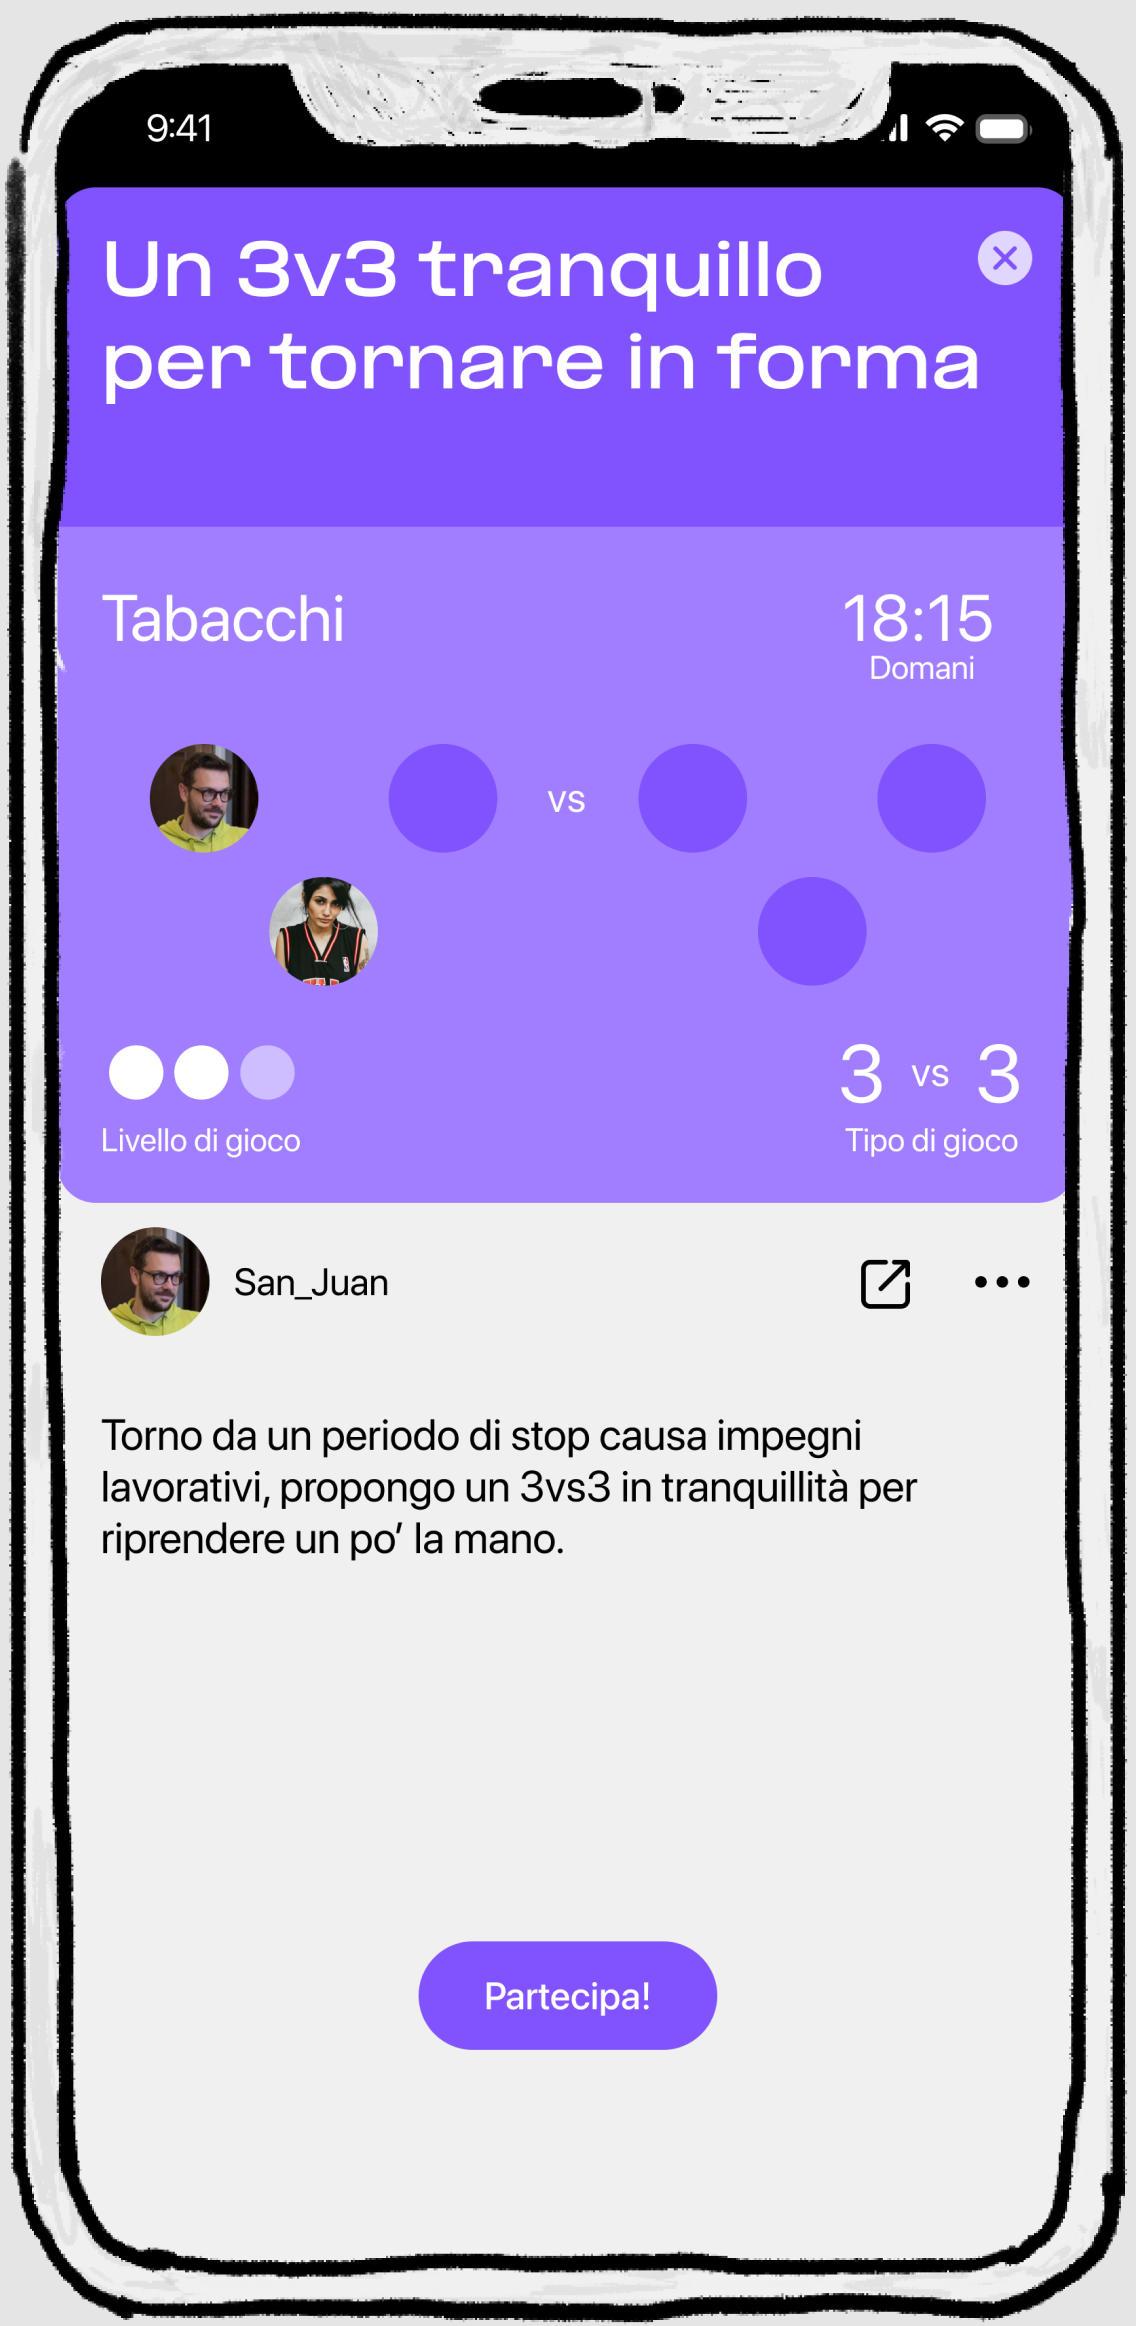 9:41
Un 3v3 tranquillo
per tornare in forma
Tabacchi
18:15
Domani
vs
3 vs 3
Livello di gioco
Tipo di gioco
San_Juan
Torno da un periodo di stop causa impegni
lavorativi, propongo un 3vs3 in tranquillità per
riprendere un po’ la mano.
Partecipa!